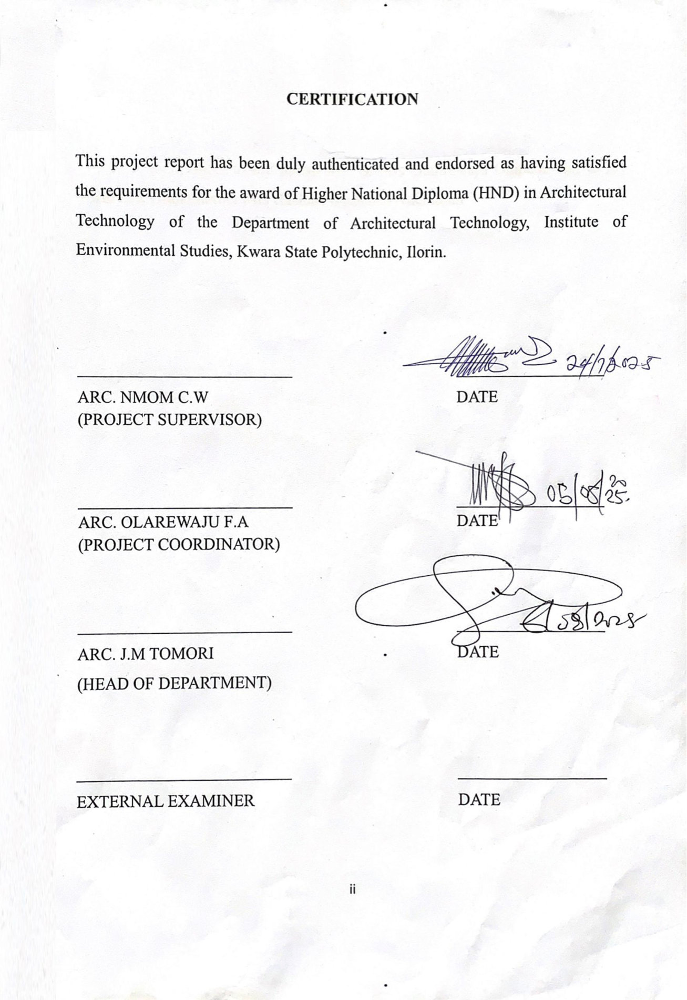 CERTIFICATION
This project report has been duly authenticated and endorsed as having satisfied
the requirements for the award of Higher National Diploma (HND) in Architectural
Technology of the Department of Architectural Technology, Institute of
Environmental Studies, Kwara State Polytechnic, Ilorin.
24/7/2025
ARC. NMOM C.W DATE
(PROJECT SUPERVISOR)
05/08/2025.
ARC. OLAREWAJU F.A DATE
(PROJECT COORDINATOR)
ARC. J.M TOMORI DATE
(HEAD OF DEPARTMENT)
EXTERNAL EXAMINER DATE
ii